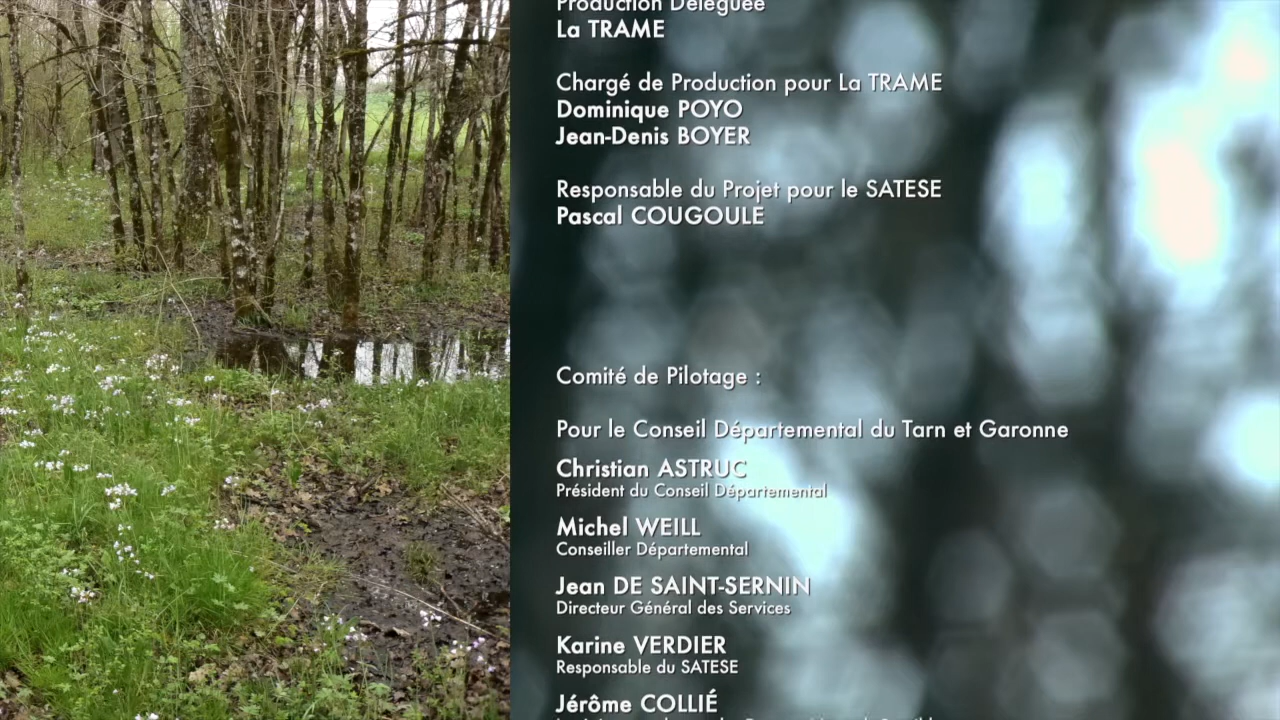 Production Déléguée
La TRAME
Chargé de Production pour La TRAME
Dominique POYO
Jean-Denis BOYER
Responsable du Projet pour le SATESE
Pascal COUGOULE
Comité de Pilotage :
Pour le Conseil Départemental du Tarn et Garonne
Christian ASTRUC
Président du Conseil Départemental
Michel WEILL
Conseiller Départemental
Jean DE SAINT-SERNIN
Directeur Général des Services
Karine VERDIER
Responsable du SATESE
Jérôme COLLIÉ